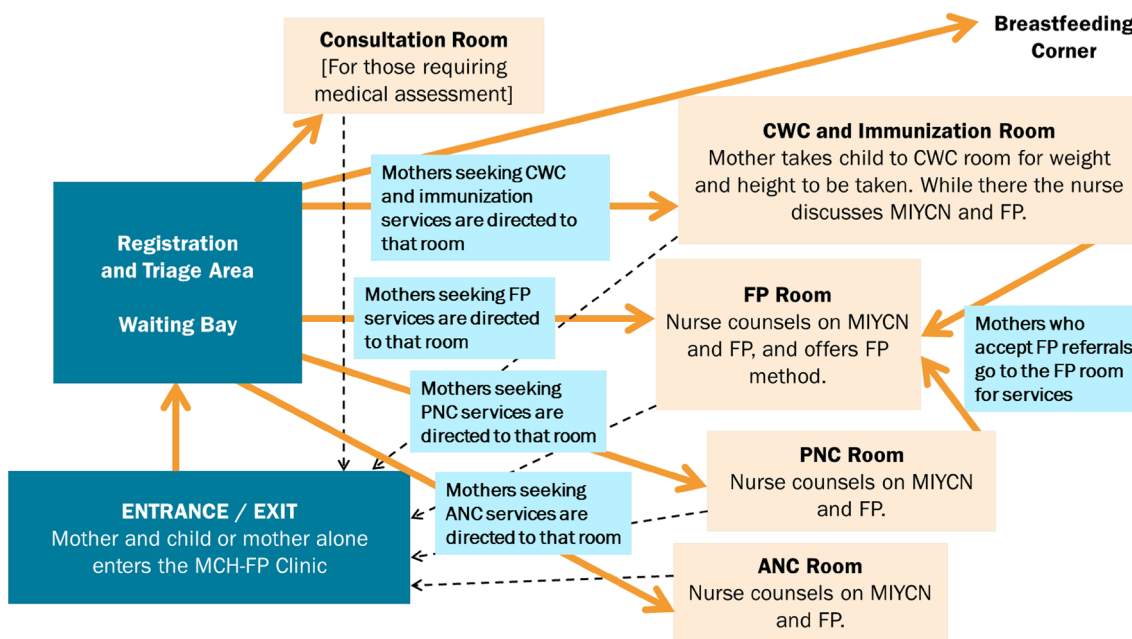 Consultation Room
[For those requiring
medical assessment]
Breastfeeding
Corner
CWC and Immunization Room
Mother takes child to CWC room for weight
and height to be taken. While there the nurse
discusses MIYCN and FP.
Mothers seeking CWC
and immunization
services are directed to
that room
Registration
and Triage Area
Waiting Bay
Mothers seeking FP
services are directed
to that room
FP Room
Nurse counsels on MIYCN
and FP, and offers FP
method.
Mothers who
accept FP referrals
go to the FP room
for services
Mothers seeking
PNC services are
directed to that room
PNC Room
Nurse counsels on MIYCN
and FP.
ENTRANCE / EXIT
Mother and child or mother alone
enters the MCH-FP Clinic
Mothers seeking
ANC services are
directed to that room
ANC Room
Nurse counsels on MIYCN
and FP.